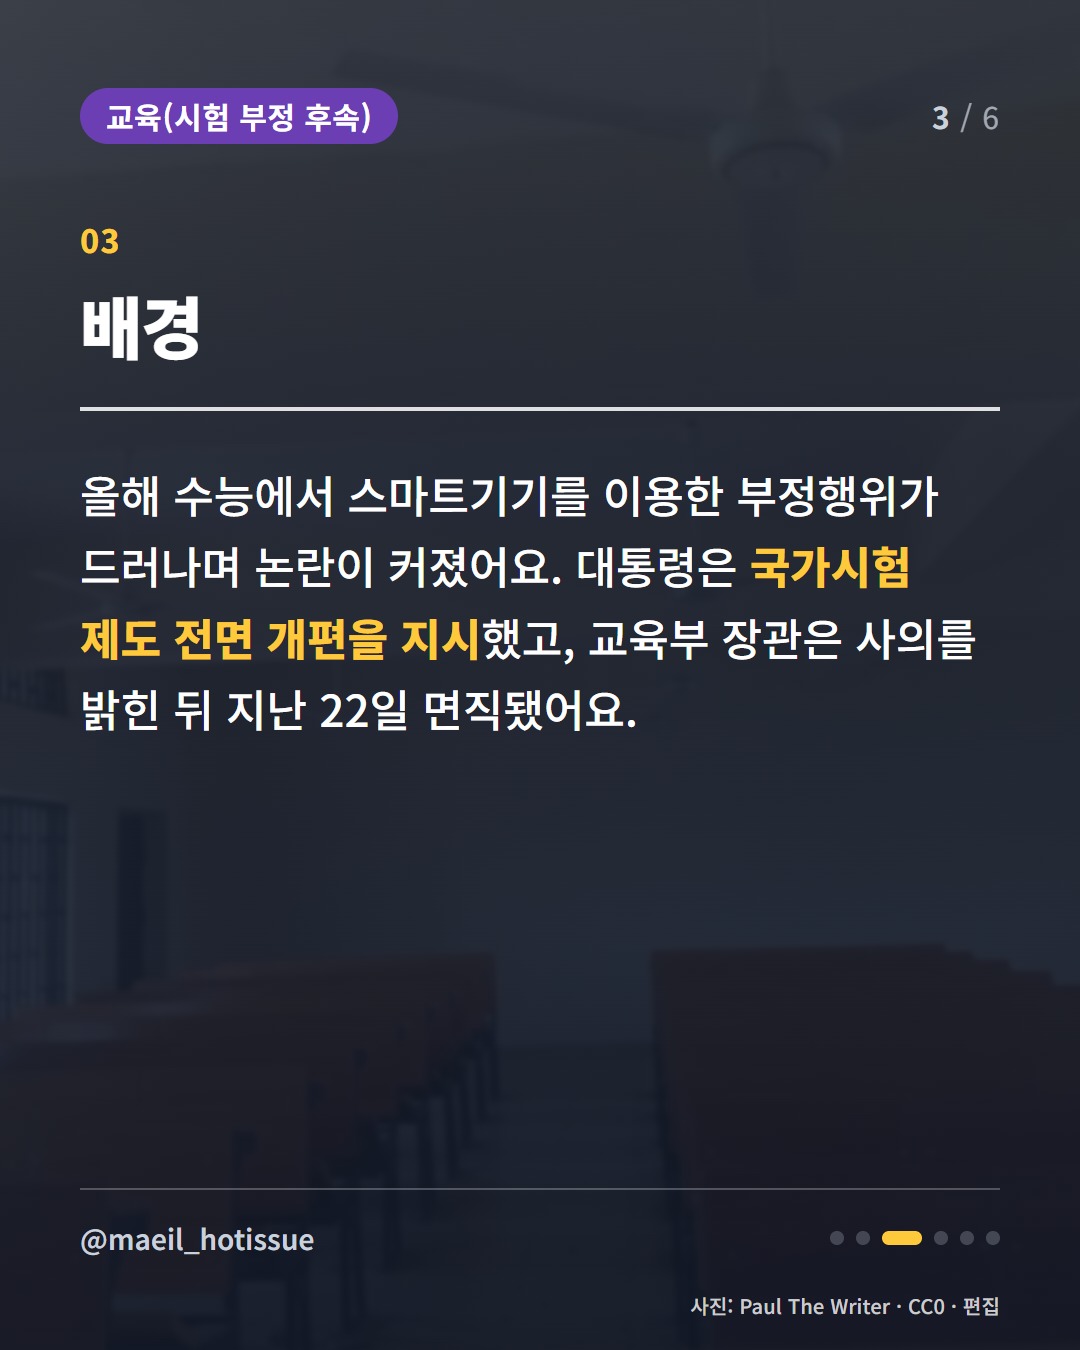 교육(시험 부정 후속)
3 / 6
03
배경
올해 수능에서 스마트기기를 이용한 부정행위가
드러나며 논란이 커졌어요. 대통령은 국가시험
제도 전면 개편을 지시했고, 교육부 장관은 사의를
밝힌 뒤 지난 22일 면직됐어요.
@maeil_hotissue
사진: Paul The Writer · CC0 · 편집